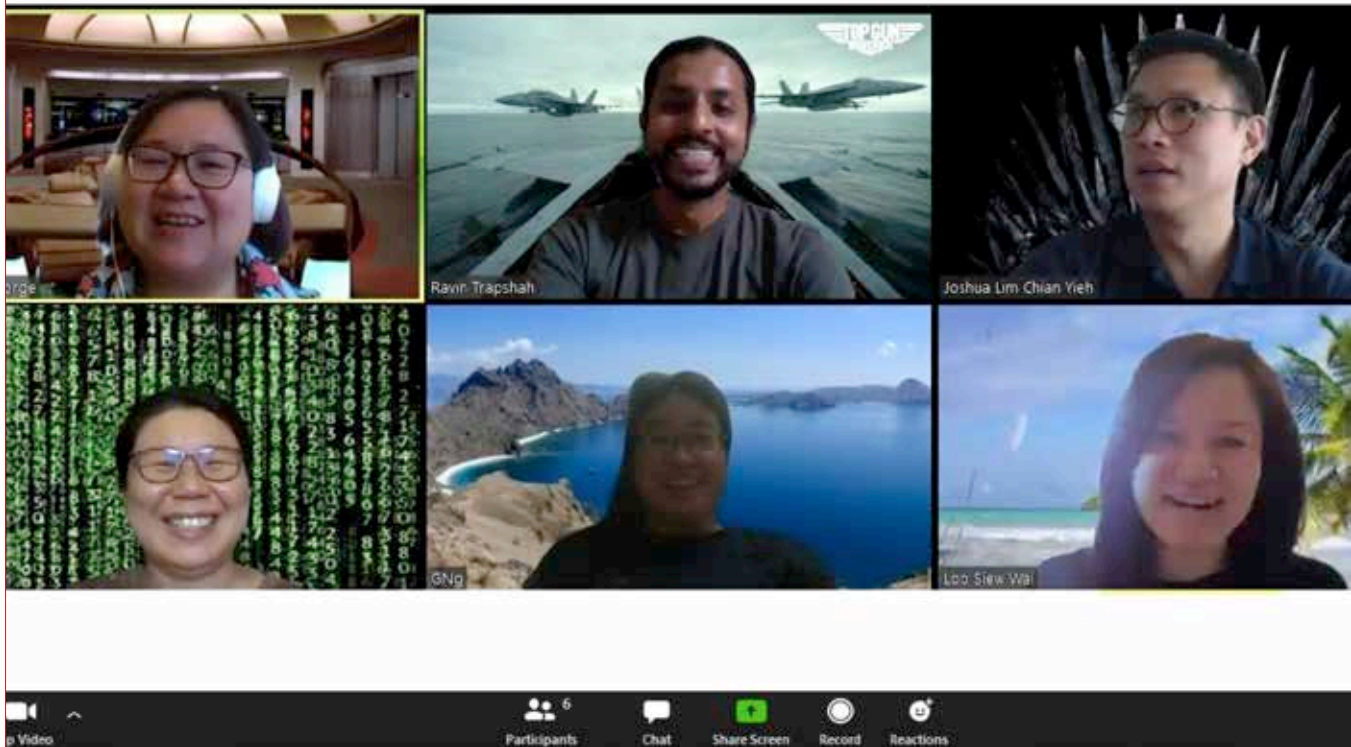 TOP GUN
orge
Ravin Trapshah
Joshua Lim Chian Yieh
GNg
Loo Siew Wai
p Video
Participants
6
Chat
Share Screen
Record
Reactions